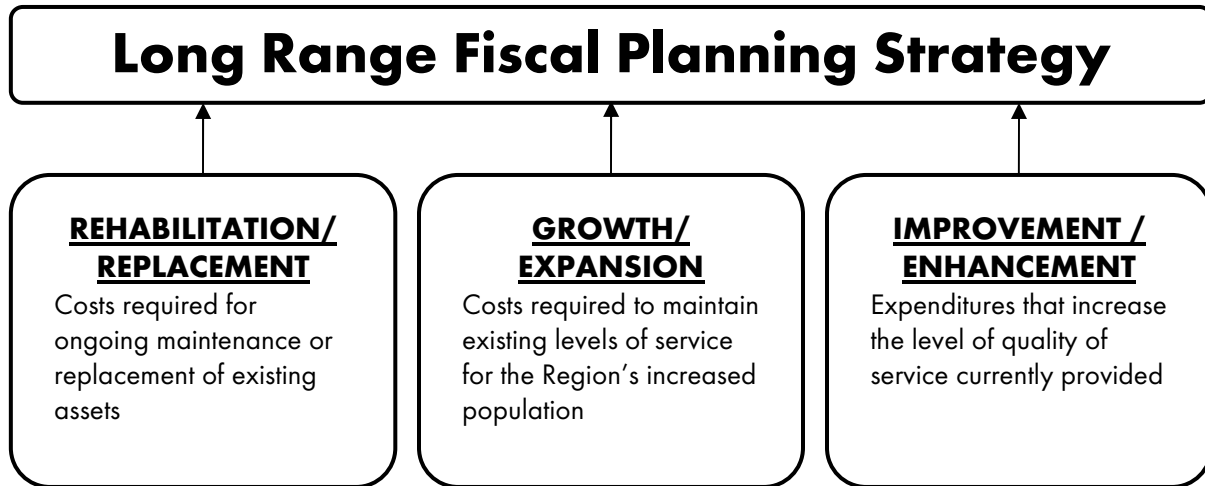 Long Range Fiscal Planning Strategy
REHABILITATION/
REPLACEMENT
Costs required for
ongoing maintenance or
replacement of existing
assets
GROWTH/
EXPANSION
Costs required to maintain
existing levels of service
for the Region’s increased
population
IMPROVEMENT /
ENHANCEMENT
Expenditures that increase
the level of quality of
service currently provided